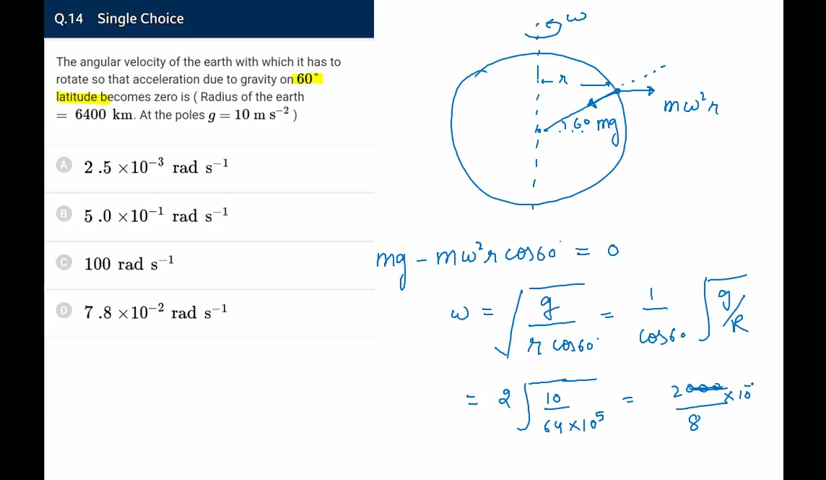 Q.14 Single Choice
The angular velocity of the earth with which it has to
rotate so that acceleration due to gravity on 60°
latitude becomes zero is ( Radius of the earth
= 6400 km. At the poles g = 10 m s⁻² )
A 2.5 ×10⁻³ rad s⁻¹
B 5.0 ×10⁻¹ rad s⁻¹
C 100 rad s⁻¹
D 7.8 ×10⁻² rad s⁻¹
ω
r
mω²r
60 mg
mg - mω²r cos60 = 0
ω = √(g / r cos60) = 1/cos60 √(g/R)
= 2 √(10 / 64×10⁵) = 2 / 8 × 10